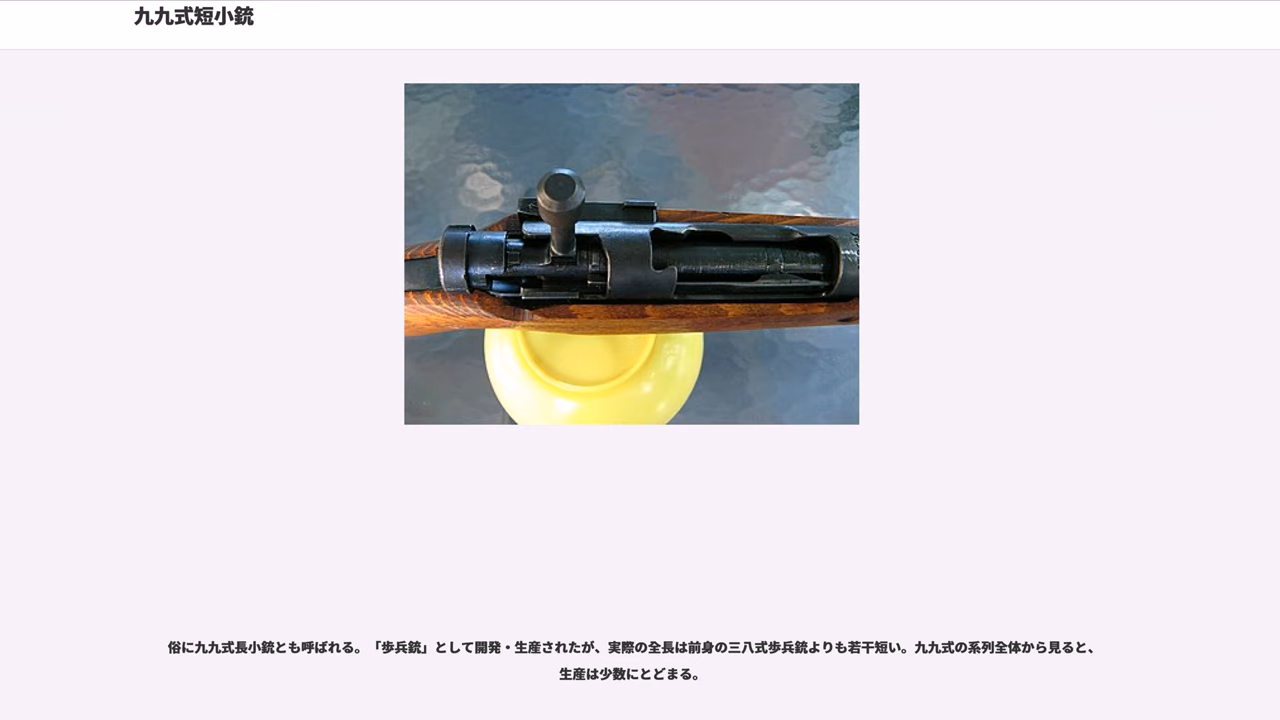 九九式短小銃
俗に九九式長小銃とも呼ばれる。「歩兵銃」として開発・生産されたが、実際の全長は前身の三八式歩兵銃よりも若干短い。九九式の系列全体から見ると、
生産は少数にとどまる。